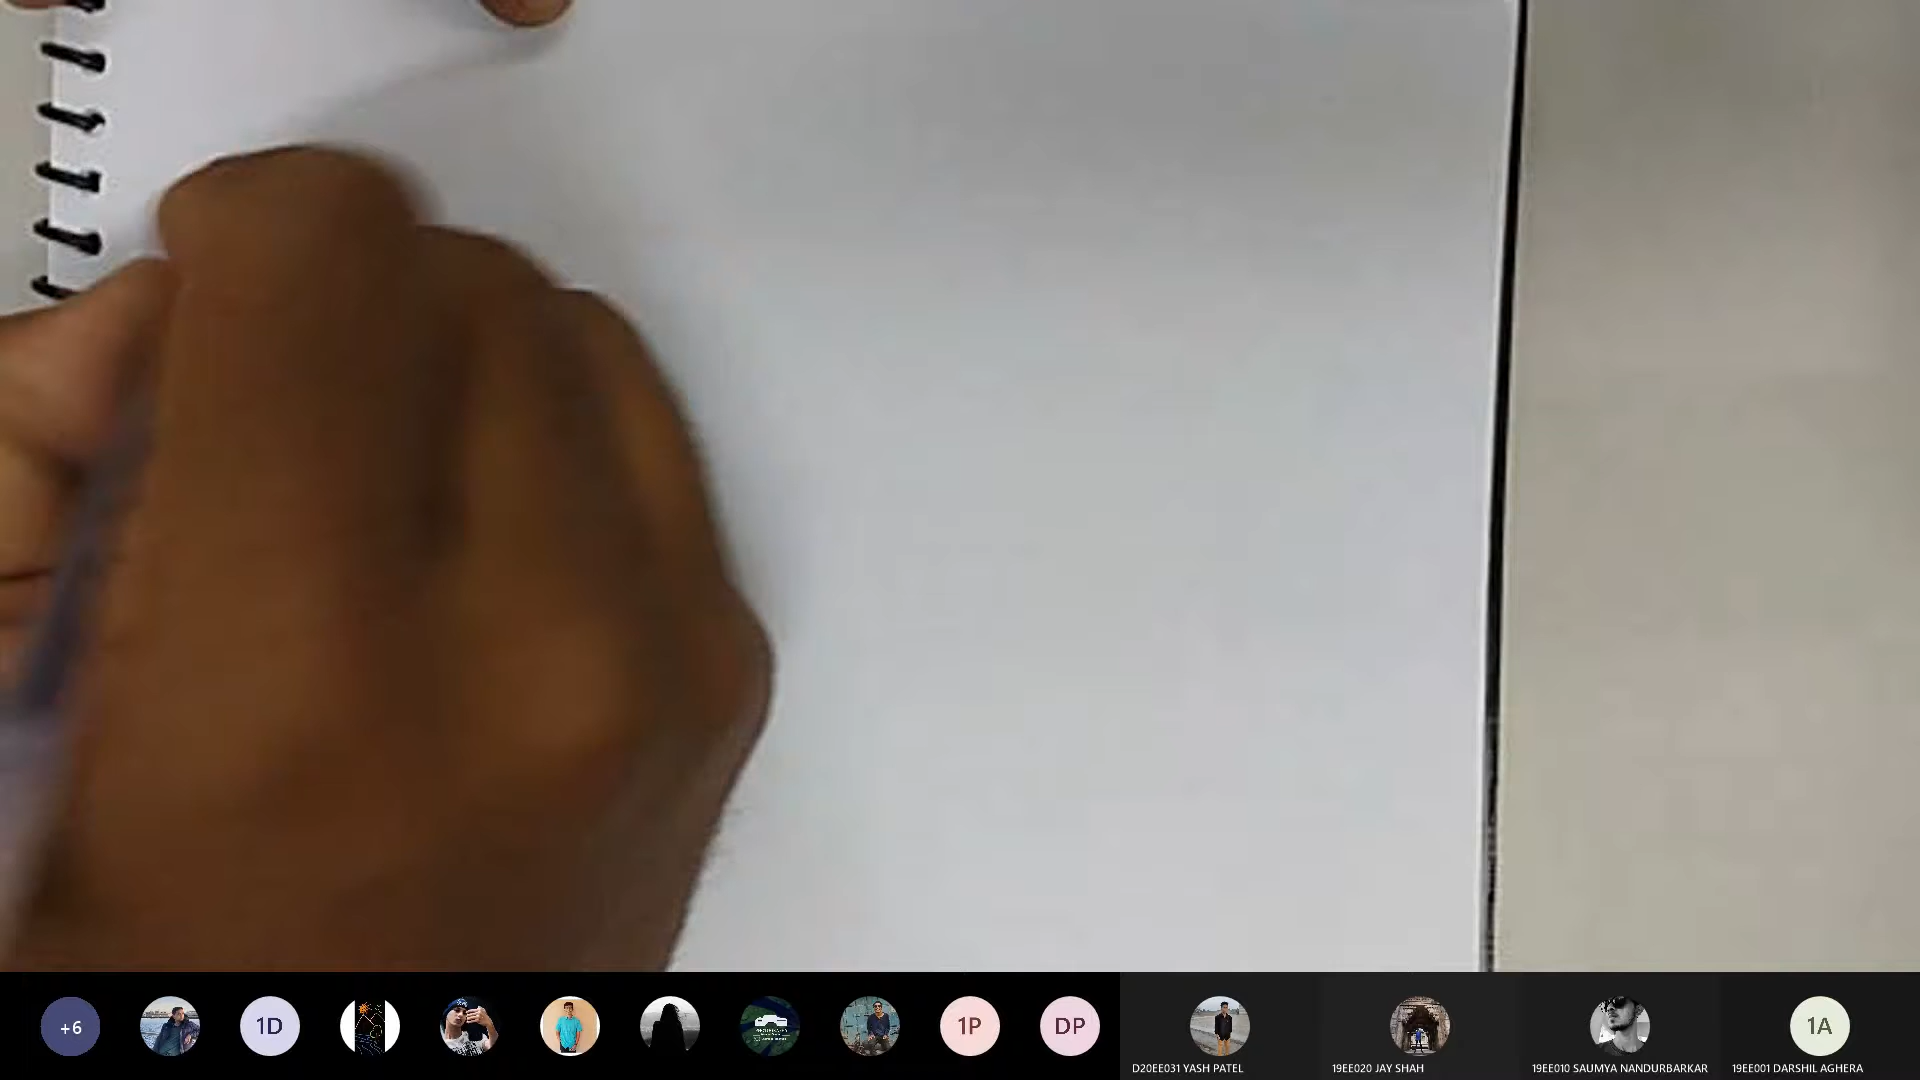 +6
1D
1P
DP
D20EE031 YASH PATEL
19EE020 JAY SHAH
19EE010 SAUMYA NANDURBARKAR
1A
19EE001 DARSHIL AGHERA